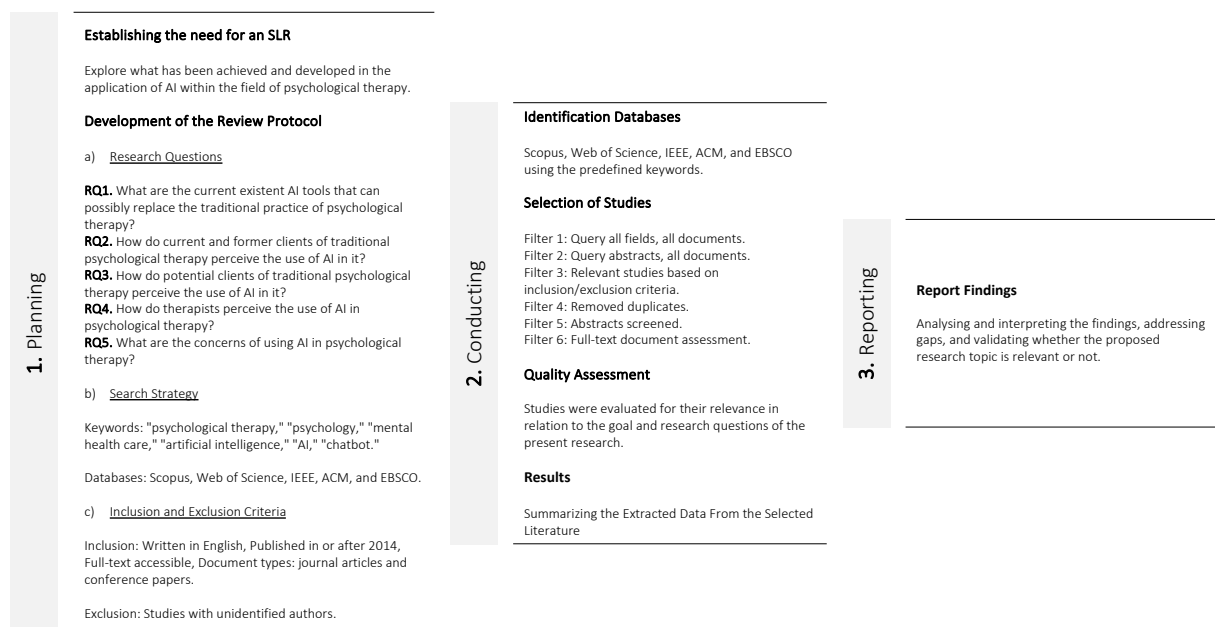 1. Planning
Establishing the need for an SLR
Explore what has been achieved and developed in the
application of AI within the field of psychological therapy.
Development of the Review Protocol
a) Research Questions
RQ1. What are the current existent AI tools that can
possibly replace the traditional practice of psychological
therapy?
RQ2. How do current and former clients of traditional
psychological therapy perceive the use of AI in it?
RQ3. How do potential clients of traditional psychological
therapy perceive the use of AI in it?
RQ4. How do therapists perceive the use of AI in
psychological therapy?
RQ5. What are the concerns of using AI in psychological
therapy?
b) Search Strategy
Keywords: "psychological therapy," "psychology," "mental
health care," "artificial intelligence," "AI," "chatbot."
Databases: Scopus, Web of Science, IEEE, ACM, and EBSCO.
c) Inclusion and Exclusion Criteria
Inclusion: Written in English, Published in or after 2014,
Full-text accessible, Document types: journal articles and
conference papers.
Exclusion: Studies with unidentified authors.
2. Conducting
Identification Databases
Scopus, Web of Science, IEEE, ACM, and EBSCO
using the predefined keywords.
Selection of Studies
Filter 1: Query all fields, all documents.
Filter 2: Query abstracts, all documents.
Filter 3: Relevant studies based on
inclusion/exclusion criteria.
Filter 4: Removed duplicates.
Filter 5: Abstracts screened.
Filter 6: Full-text document assessment.
Quality Assessment
Studies were evaluated for their relevance in
relation to the goal and research questions of the
present research.
Results
Summarizing the Extracted Data From the Selected
Literature
3. Reporting
Report Findings
Analysing and interpreting the findings, addressing
gaps, and validating whether the proposed
research topic is relevant or not.